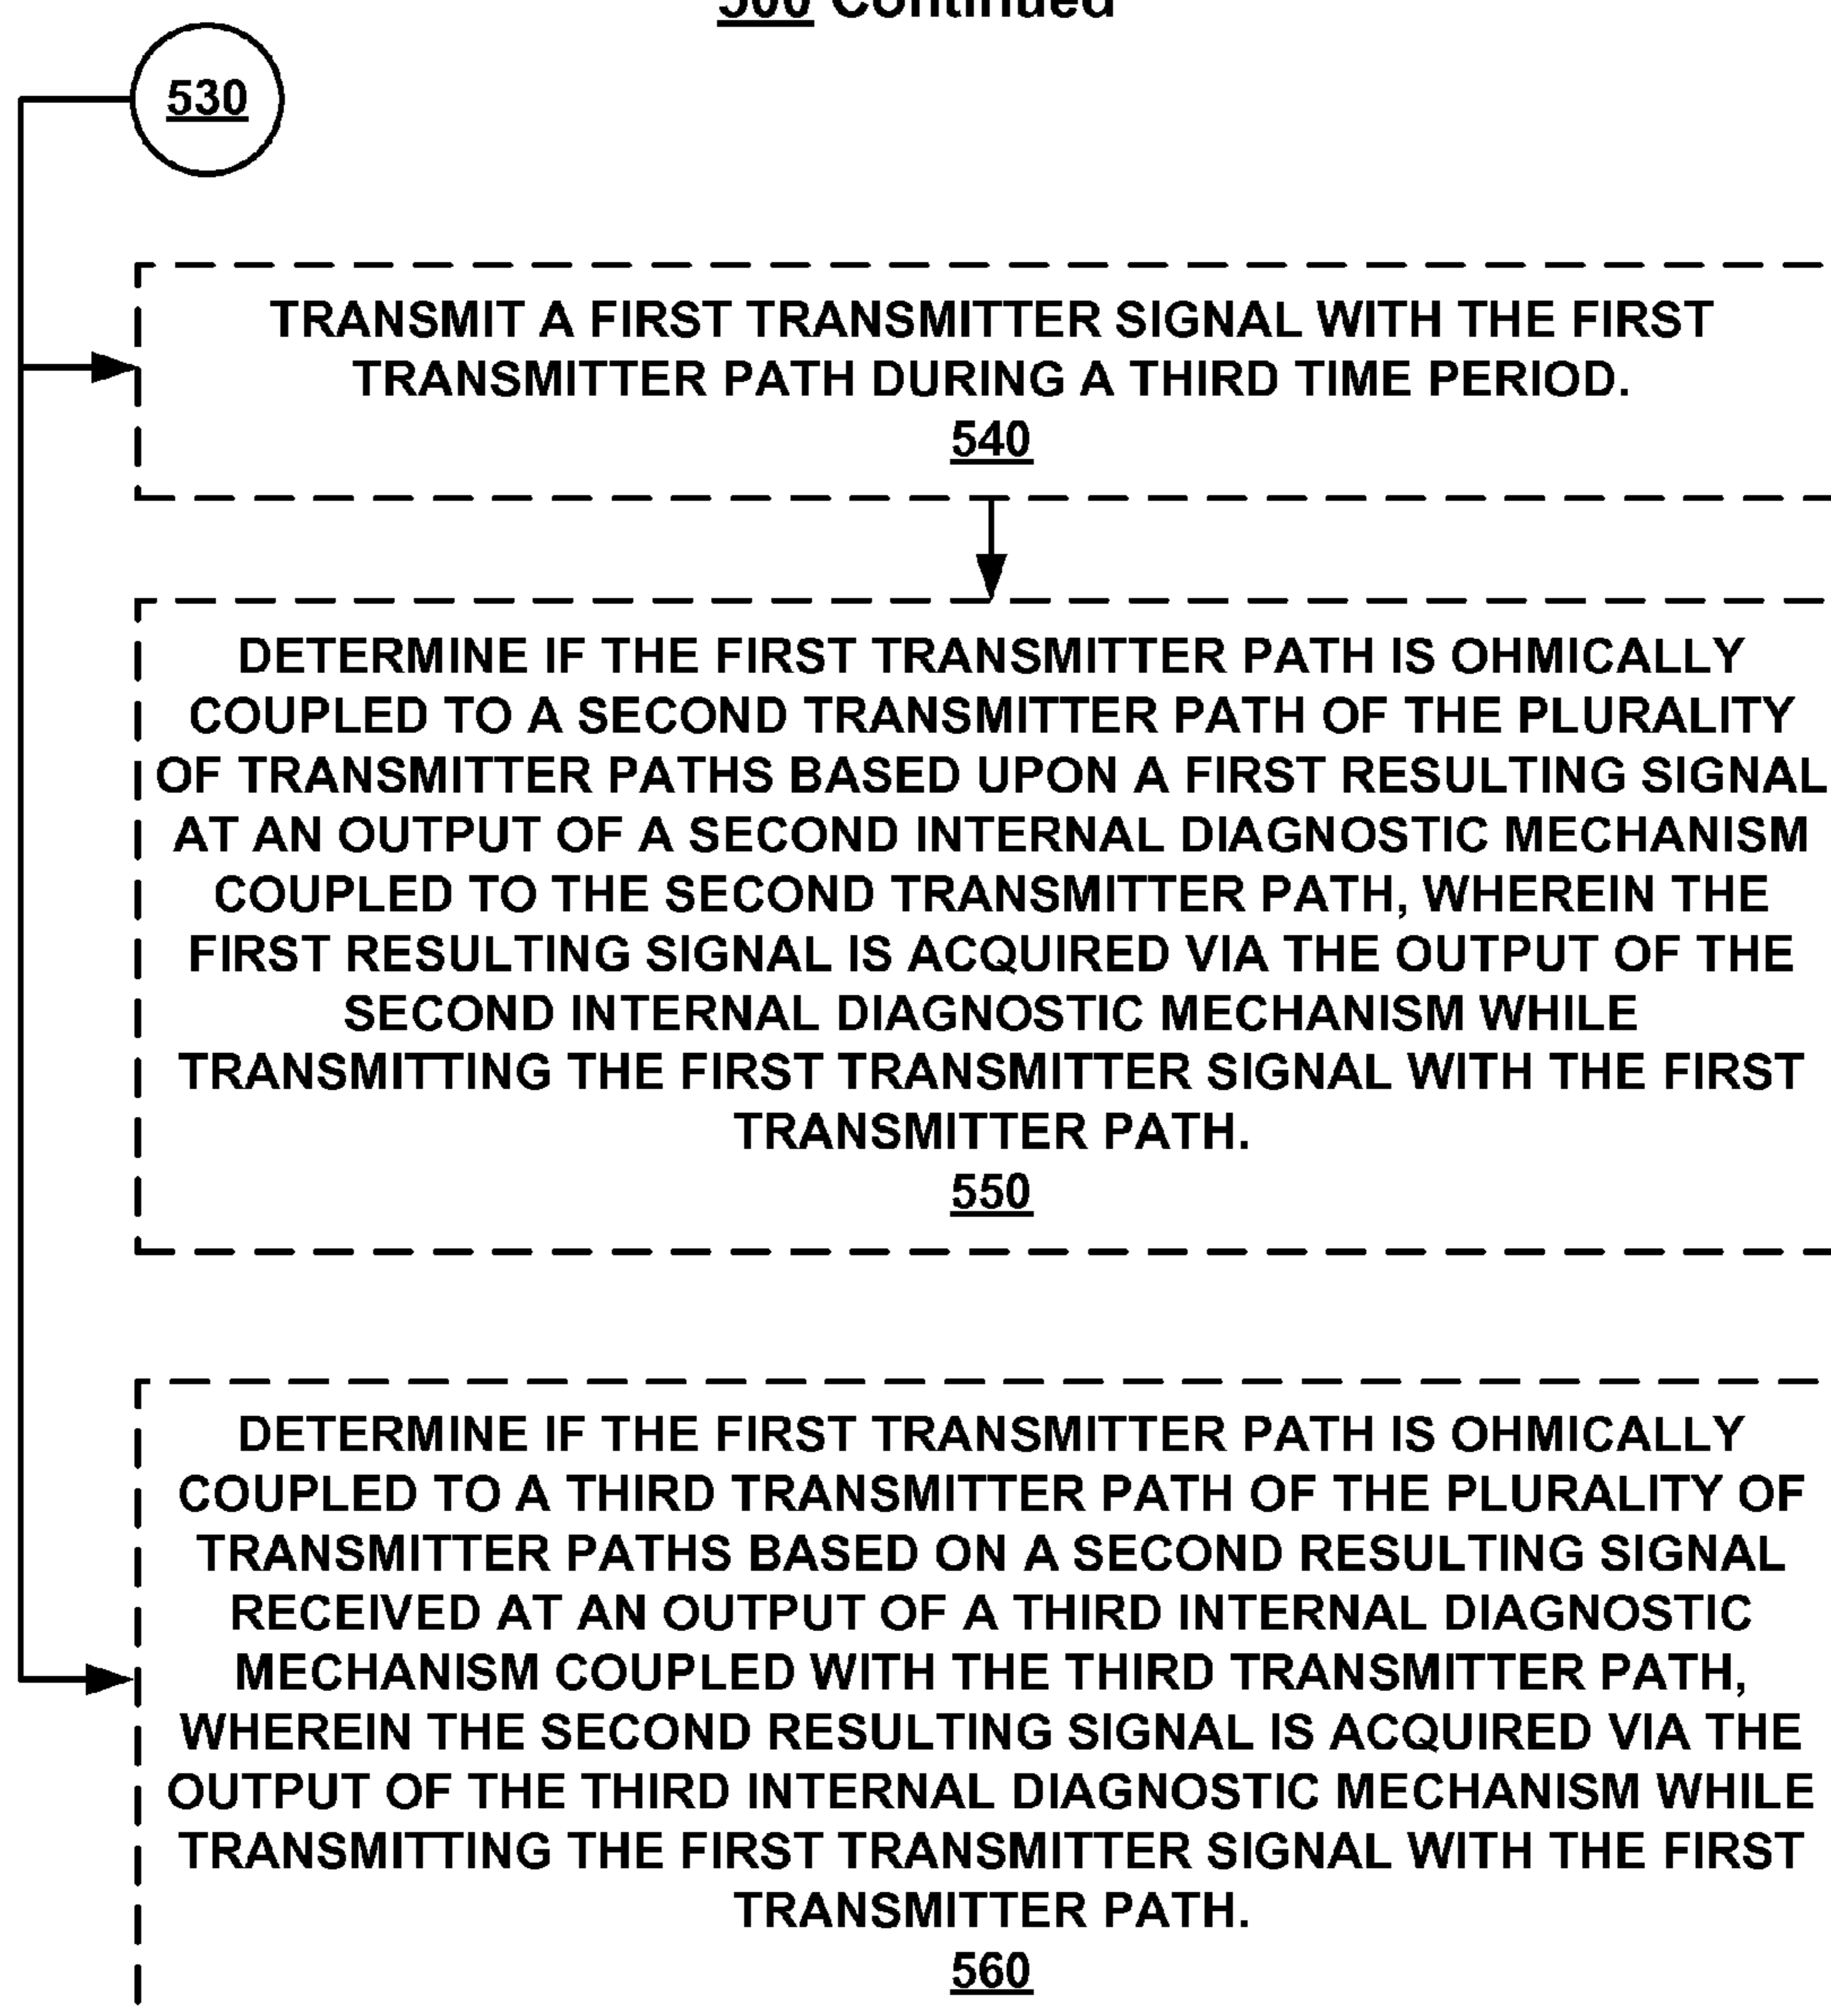 500 Continued
530
TRANSMIT A FIRST TRANSMITTER SIGNAL WITH THE FIRST
TRANSMITTER PATH DURING A THIRD TIME PERIOD.
540
DETERMINE IF THE FIRST TRANSMITTER PATH IS OHMICALLY
COUPLED TO A SECOND TRANSMITTER PATH OF THE PLURALITY
OF TRANSMITTER PATHS BASED UPON A FIRST RESULTING SIGNAL
AT AN OUTPUT OF A SECOND INTERNAL DIAGNOSTIC MECHANISM
COUPLED TO THE SECOND TRANSMITTER PATH, WHEREIN THE
FIRST RESULTING SIGNAL IS ACQUIRED VIA THE OUTPUT OF THE
SECOND INTERNAL DIAGNOSTIC MECHANISM WHILE
TRANSMITTING THE FIRST TRANSMITTER SIGNAL WITH THE FIRST
TRANSMITTER PATH.
550
DETERMINE IF THE FIRST TRANSMITTER PATH IS OHMICALLY
COUPLED TO A THIRD TRANSMITTER PATH OF THE PLURALITY OF
TRANSMITTER PATHS BASED ON A SECOND RESULTING SIGNAL
RECEIVED AT AN OUTPUT OF A THIRD INTERNAL DIAGNOSTIC
MECHANISM COUPLED WITH THE THIRD TRANSMITTER PATH,
WHEREIN THE SECOND RESULTING SIGNAL IS ACQUIRED VIA THE
OUTPUT OF THE THIRD INTERNAL DIAGNOSTIC MECHANISM WHILE
TRANSMITTING THE FIRST TRANSMITTER SIGNAL WITH THE FIRST
TRANSMITTER PATH.
560